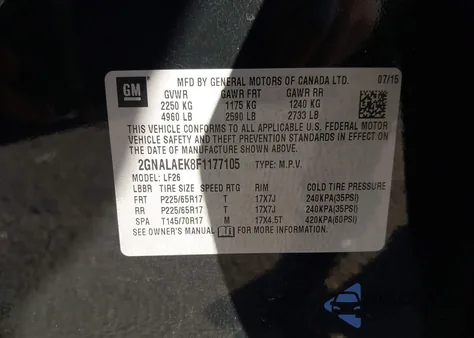 GM
MFD BY GENERAL MOTORS OF CANADA LTD. 07/15
GVWR GAWR FRT GAWR RR
2250 KG 1175 KG 1240 KG
4960 LB 2590 LB 2733 LB
THIS VEHICLE CONFORMS TO ALL APPLICABLE U.S. FEDERAL MOTOR
VEHICLE SAFETY AND THEFT PREVENTION STANDARDS IN EFFECT ON
THE DATE OF MANUFACTURE SHOWN ABOVE.
2GNALAEK8F1177105 TYPE: M.P.V.
MODEL: LF26
LBBR TIRE SIZE SPEED RTG RIM COLD TIRE PRESSURE
FRT P225/65R17 T 17X7J 240KPA(35PSI)
RR P225/65R17 T 17X7J 240KPA(35PSI)
SPA T145/70R17 M 17X4.5T 420KPA(60PSI)
SEE OWNER'S MANUAL FOR MORE INFORMATION